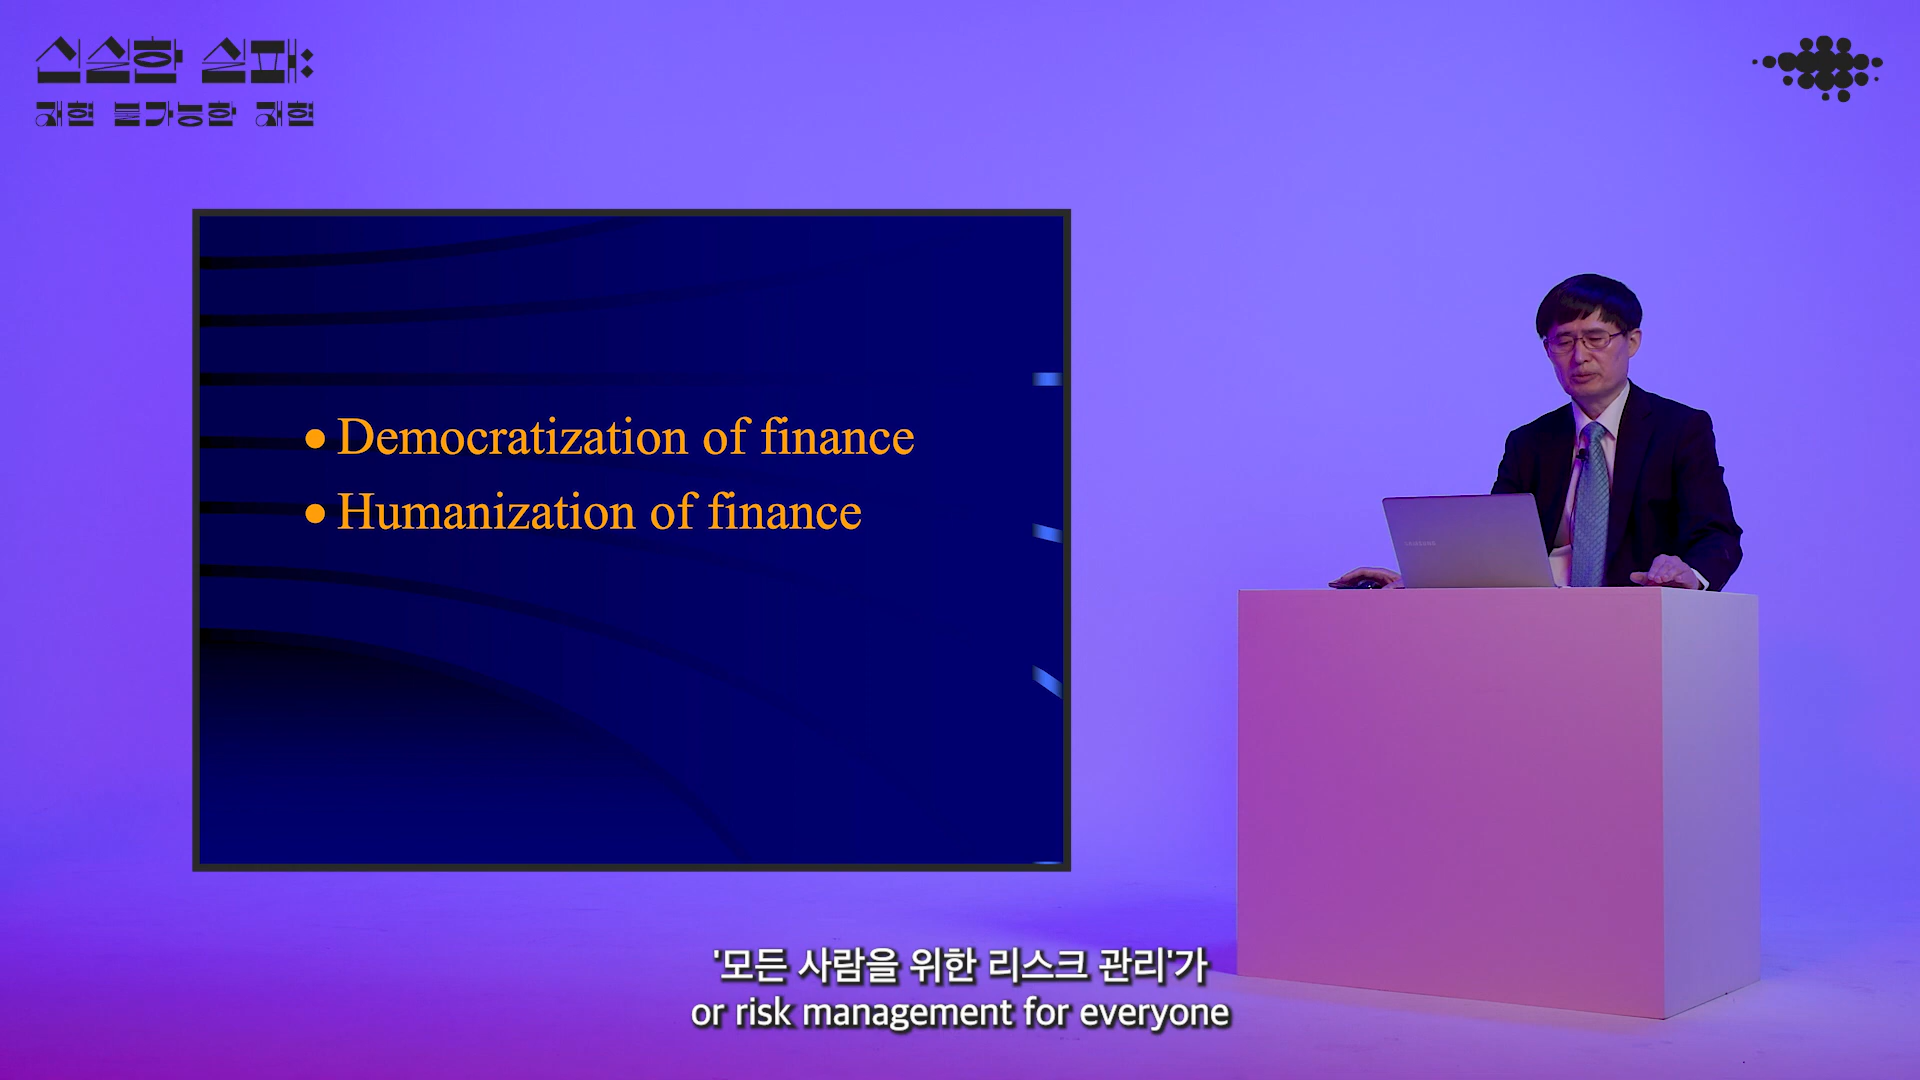 신실한 실패:
재현 불가능한 재현
● Democratization of finance
● Humanization of finance
SAMSUNG
'모든 사람을 위한 리스크 관리'가
or risk management for everyone